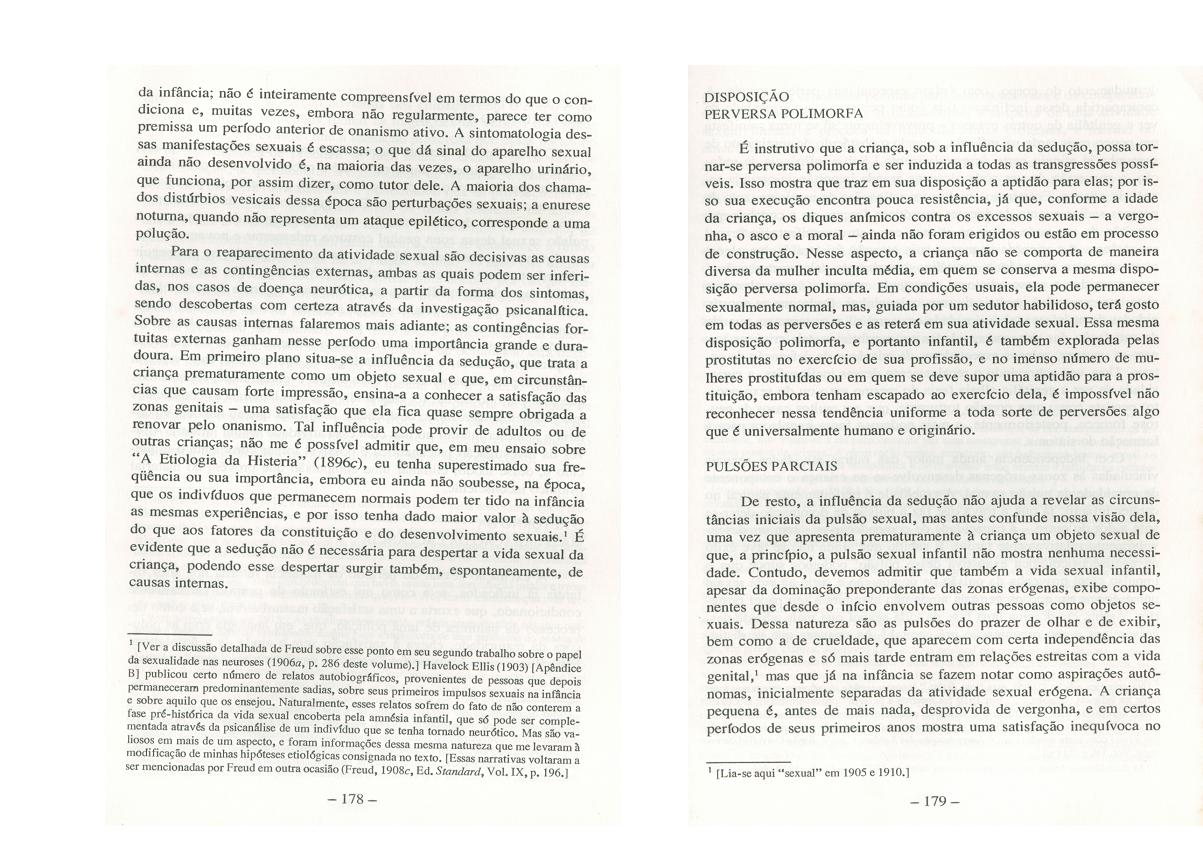 da infância; não é inteiramente compreensível em termos do que o con-
diciona e, muitas vezes, embora não regularmente, parece ter como
premissa um período anterior de onanismo ativo. A sintomatologia des-
sas manifestações sexuais é escassa; o que dá sinal do aparelho sexual
ainda não desenvolvido é, na maioria das vezes, o aparelho urinário,
que funciona, por assim dizer, como tutor dele. A maioria dos chama-
dos distúrbios vesicais dessa época são perturbações sexuais; a enurese
noturna, quando não representa um ataque epilético, corresponde a uma
polução.
Para o reaparecimento da atividade sexual são decisivas as causas
internas e as contingências externas, ambas as quais podem ser inferi-
das, nos casos de doença neurótica, a partir da forma dos sintomas,
sendo descobertas com certeza através da investigação psicanalítica.
Sobre as causas internas falaremos mais adiante; as contingências for-
tuitas externas ganham nesse período uma importância grande e dura-
doura. Em primeiro plano situa-se a influência da sedução, que trata a
criança prematuramente como um objeto sexual e que, em circunstân-
cias que causam forte impressão, ensina-a a conhecer a satisfação das
zonas genitais – uma satisfação que ela fica quase sempre obrigada a
renovar pelo onanismo. Tal influência pode provir de adultos ou de
outras crianças; não me é possível admitir que, em meu ensaio sobre
“A Etiologia da Histeria” (1896c), eu tenha superestimado sua fre-
qüência ou sua importância, embora eu ainda não soubesse, na época,
que os indivíduos que permanecem normais podem ter tido na infância
as mesmas experiências, e por isso tenha dado maior valor à sedução
do que aos fatores da constituição e do desenvolvimento sexuais.¹ É
evidente que a sedução não é necessária para despertar a vida sexual da
criança, podendo esse despertar surgir também, espontaneamente, de
causas internas.
¹ [Ver a discussão detalhada de Freud sobre esse ponto em seu segundo trabalho sobre o papel
da sexualidade nas neuroses (1906a, p. 286 deste volume).] Havelock Ellis (1903) [Apêndice
B] publicou certo número de relatos autobiográficos, provenientes de pessoas que depois
permaneceram predominantemente sadias, sobre seus primeiros impulsos sexuais na infância
e sobre aquilo que os ensejou. Naturalmente, esses relatos sofrem do fato de não conterem a
fase pré-histórica da vida sexual encoberta pela amnésia infantil, que só pode ser comple-
mentada através da psicanálise de um indivíduo que se tenha tornado neurótico. Mas são va-
liosos em mais de um aspecto, e foram informações dessa mesma natureza que me levaram à
modificação de minhas hipóteses etiológicas consignada no texto. [Essas narrativas voltaram a
ser mencionadas por Freud em outra ocasião (Freud, 1908c, Ed. Standard, Vol. IX, p. 196.]
– 178 –
DISPOSIÇÃO
PERVERSA POLIMORFA
É instrutivo que a criança, sob a influência da sedução, possa tor-
nar-se perversa polimorfa e ser induzida a todas as transgressões possí-
veis. Isso mostra que traz em sua disposição a aptidão para elas; por is-
so sua execução encontra pouca resistência, já que, conforme a idade
da criança, os diques anímicos contra os excessos sexuais – a vergo-
nha, o asco e a moral – ainda não foram erigidos ou estão em processo
de construção. Nesse aspecto, a criança não se comporta de maneira
diversa da mulher inculta média, em quem se conserva a mesma dispo-
sição perversa polimorfa. Em condições usuais, ela pode permanecer
sexualmente normal, mas, guiada por um sedutor habilidoso, terá gosto
em todas as perversões e as reterá em sua atividade sexual. Essa mesma
disposição polimorfa, e portanto infantil, é também explorada pelas
prostitutas no exercício de sua profissão, e no imenso número de mu-
lheres prostituídas ou em quem se deve supor uma aptidão para a pros-
tituição, embora tenham escapado ao exercício dela, é impossível não
reconhecer nessa tendência uniforme a toda sorte de perversões algo
que é universalmente humano e originário.
PULSÕES PARCIAIS
De resto, a influência da sedução não ajuda a revelar as circuns-
tâncias iniciais da pulsão sexual, mas antes confunde nossa visão dela,
uma vez que apresenta prematuramente à criança um objeto sexual de
que, a princípio, a pulsão sexual infantil não mostra nenhuma necessi-
dade. Contudo, devemos admitir que também a vida sexual infantil,
apesar da dominação preponderante das zonas erógenas, exibe compo-
nentes que desde o início envolvem outras pessoas como objetos se-
xuais. Dessa natureza são as pulsões do prazer de olhar e de exibir,
bem como a de crueldade, que aparecem com certa independência das
zonas erógenas e só mais tarde entram em relações estreitas com a vida
genital,¹ mas que já na infância se fazem notar como aspirações autô-
nomas, inicialmente separadas da atividade sexual erógena. A criança
pequena é, antes de mais nada, desprovida de vergonha, e em certos
períodos de seus primeiros anos mostra uma satisfação inequívoca no
¹ [Lia-se aqui “sexual” em 1905 e 1910.]
– 179 –